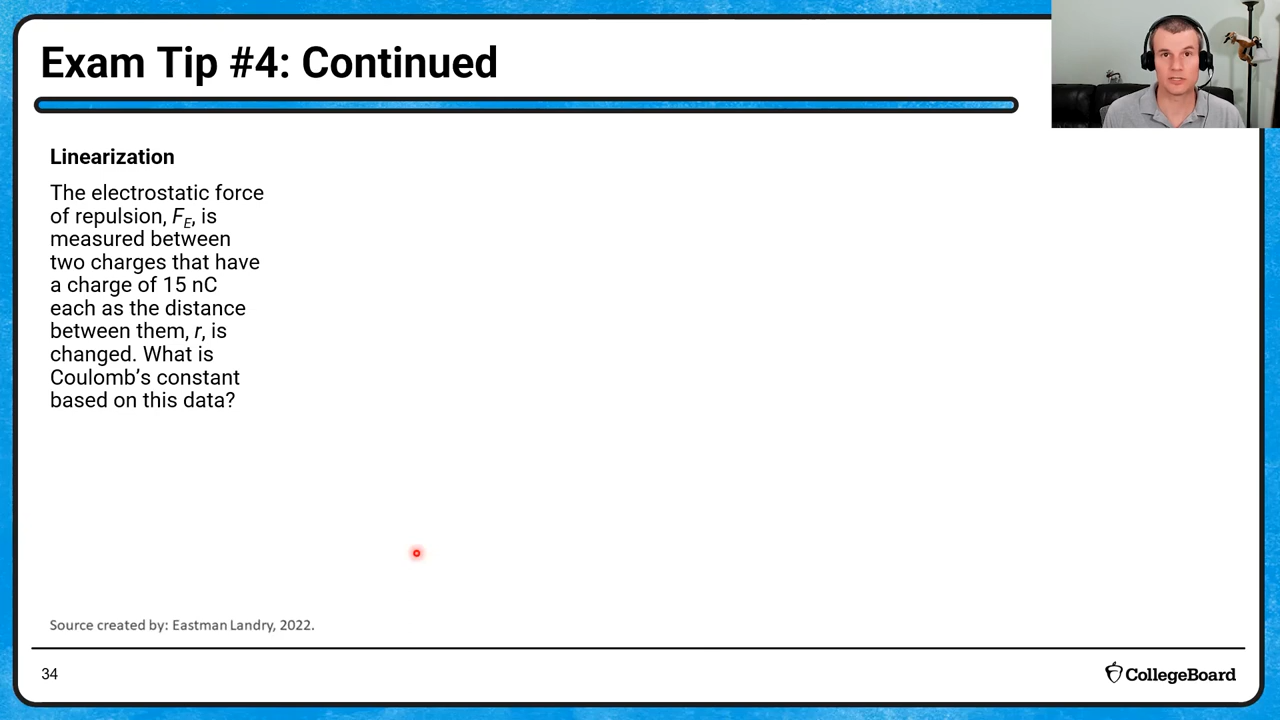 Exam Tip #4: Continued
Linearization
The electrostatic force
of repulsion, FE, is
measured between
two charges that have
a charge of 15 nC
each as the distance
between them, r, is
changed. What is
Coulomb’s constant
based on this data?
Source created by: Eastman Landry, 2022.
34
CollegeBoard